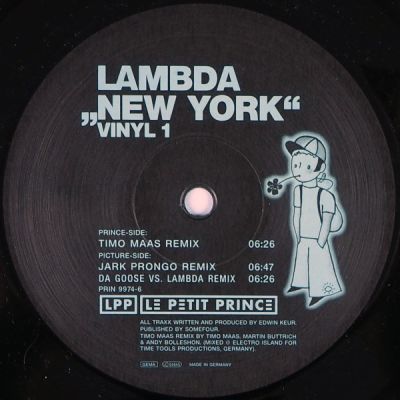 LAMBDA
„NEW YORK“
VINYL 1
PRINCE-SIDE:
TIMO MAAS REMIX 06:26
PICTURE-SIDE:
JARK PRONGO REMIX 06:47
DA GOOSE VS. LAMBDA REMIX 06:26
PRIN 9974-6
LPP LE PETIT PRINCE
ALL TRAXX WRITTEN AND PRODUCED BY EDWIN KEUR.
PUBLISHED BY SOMEFOUR.
TIMO MAAS REMIX BY TIMO MAAS, MARTIN BUTTRICH
& ANDY BOLLESHON. (MIXED @ ELECTRO ISLAND FOR
TIME TOOLS PRODUCTIONS, GERMANY).
GEMA MADE IN GERMANY